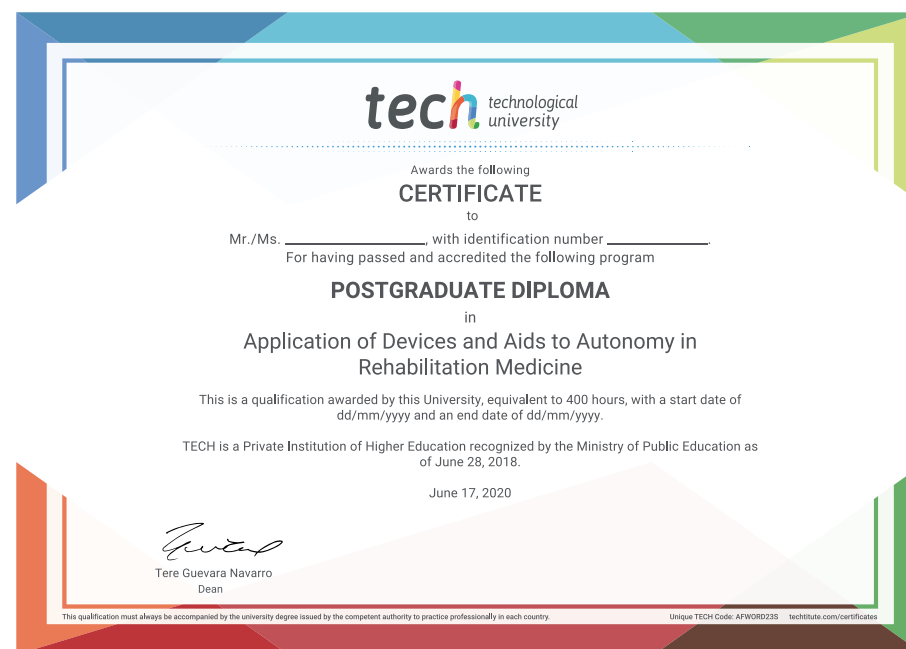 tech technological
university
Awards the following
CERTIFICATE
to
Mr./Ms. ____________________, with identification number ______________.
For having passed and accredited the following program
POSTGRADUATE DIPLOMA
in
Application of Devices and Aids to Autonomy in
Rehabilitation Medicine
This is a qualification awarded by this University, equivalent to 400 hours, with a start date of
dd/mm/yyyy and an end date of dd/mm/yyyy.
TECH is a Private Institution of Higher Education recognized by the Ministry of Public Education as
of June 28, 2018.
June 17, 2020
Tere Guevara Navarro
Dean
This qualification must always be accompanied by the university degree issued by the competent authority to practice professionally in each country. Unique TECH Code: AFWORD23S techtitute.com/certificates